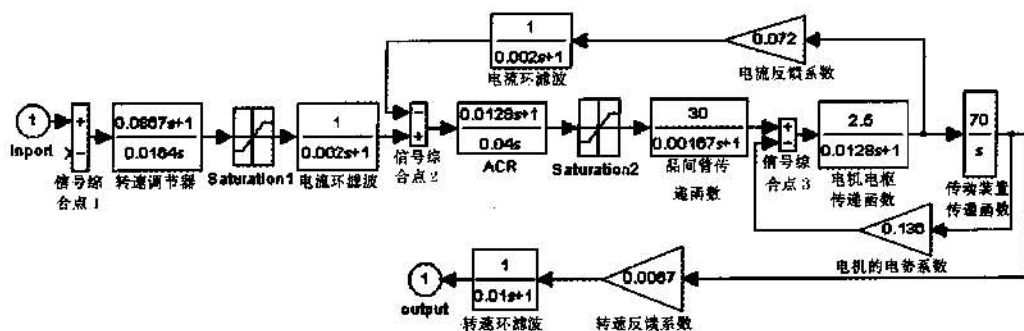 1
0.002s+1
电流环滤波
0.072
电流反馈系数
1
Inport
+
−
信号综
合点1
0.0867s+1
0.0164s
转速调节器
Saturation1
1
0.002s+1
电流环滤波
−
+
信号综
合点2
0.0128s+1
0.04s
ACR
Saturation2
30
0.00167s+1
品间管传
递函数
+
−
信号综
合点3
2.5
0.0128s+1
电机电枢
传递函数
70
s
传动装置
传递函数
电机的电势系数
1
output
1
0.01s+1
转速环滤波
0.0067
转速反馈系数